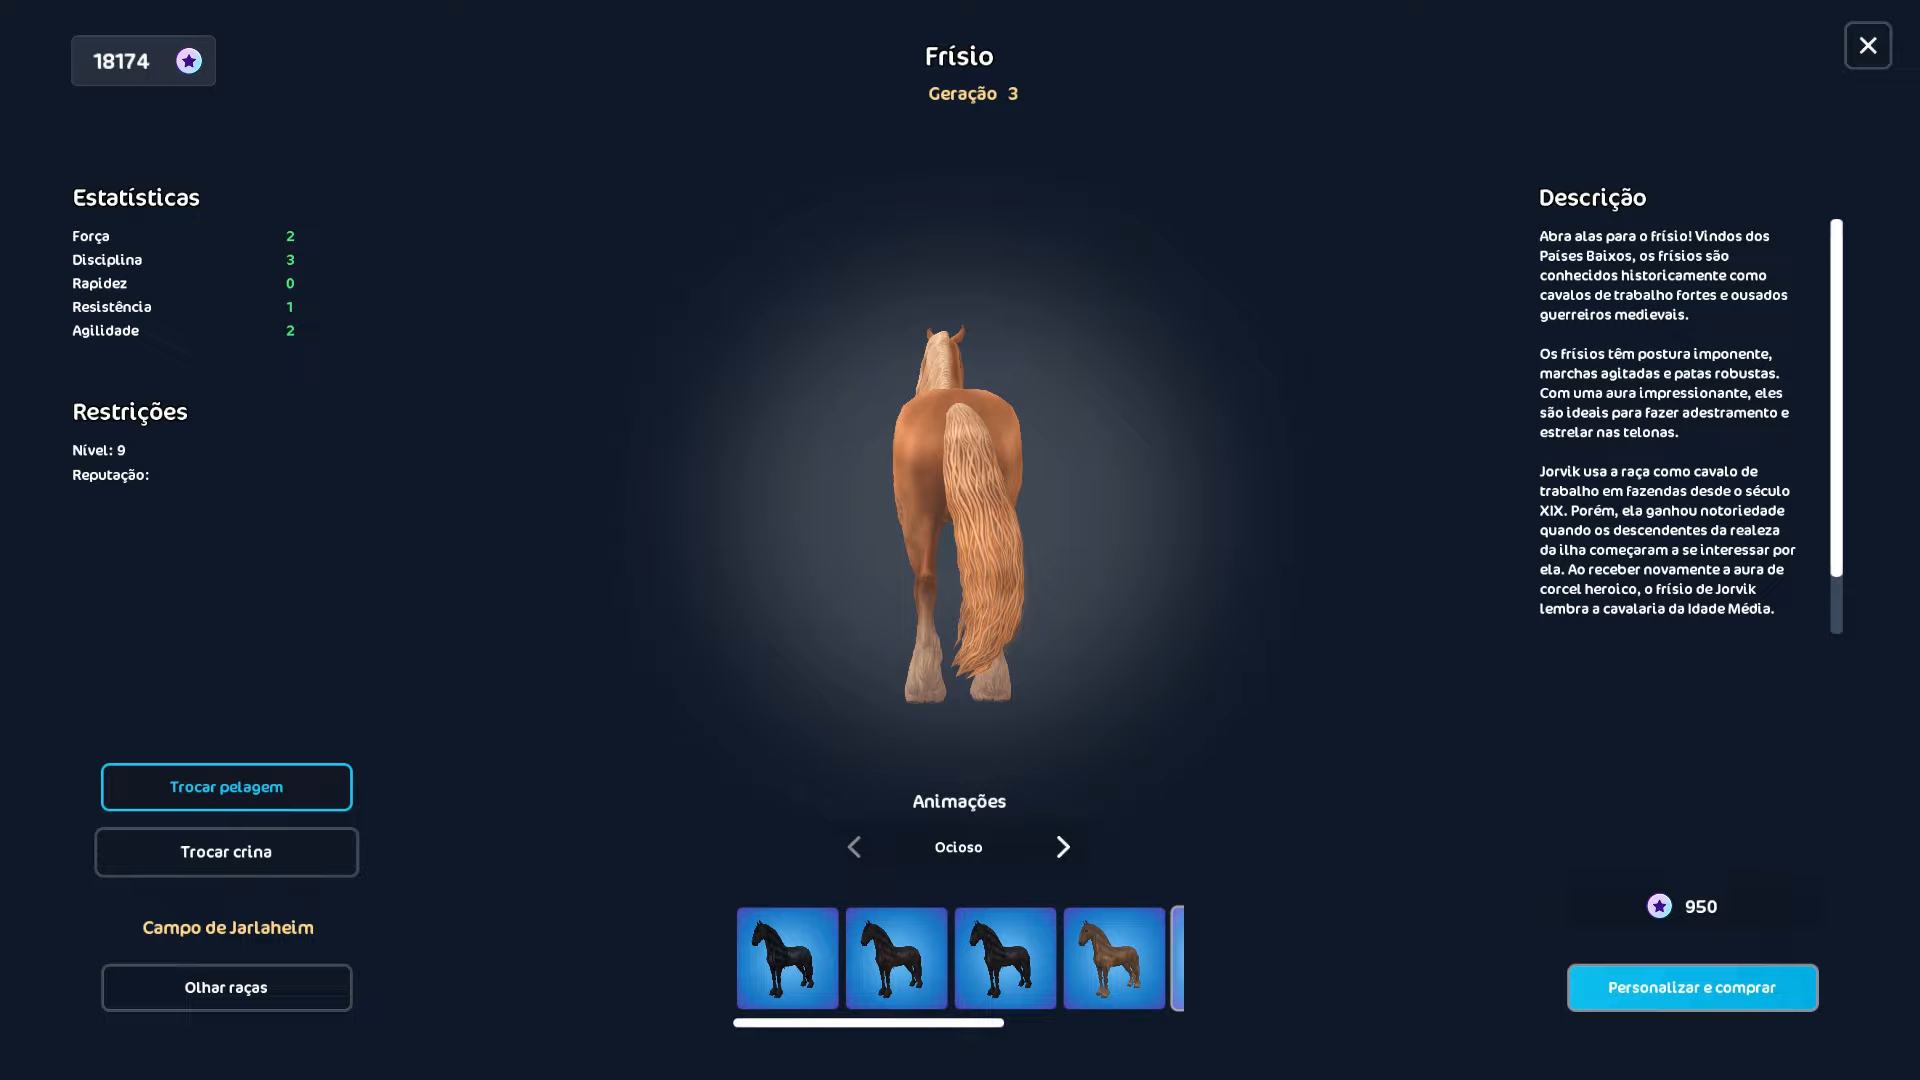 18174
Frísio
Geração 3
Estatísticas
Força 2
Disciplina 3
Rapidez 0
Resistência 1
Agilidade 2
Restrições
Nível: 9
Reputação:
Descrição
Abra alas para o frísio! Vindos dos
Países Baixos, os frísios são
conhecidos historicamente como
cavalos de trabalho fortes e ousados
guerreiros medievais.
Os frísios têm postura imponente,
marchas agitadas e patas robustas.
Com uma aura impressionante, eles
são ideais para fazer adestramento e
estrelar nas telonas.
Jorvik usa a raça como cavalo de
trabalho em fazendas desde o século
XIX. Porém, ela ganhou notoriedade
quando os descendentes da realeza
da ilha começaram a se interessar por
ela. Ao receber novamente a aura de
corcel heroico, o frísio de Jorvik
lembra a cavalaria da Idade Média.
Trocar pelagem
Trocar crina
Campo de Jarlaheim
Olhar raças
Animações
Ocioso
950
Personalizar e comprar